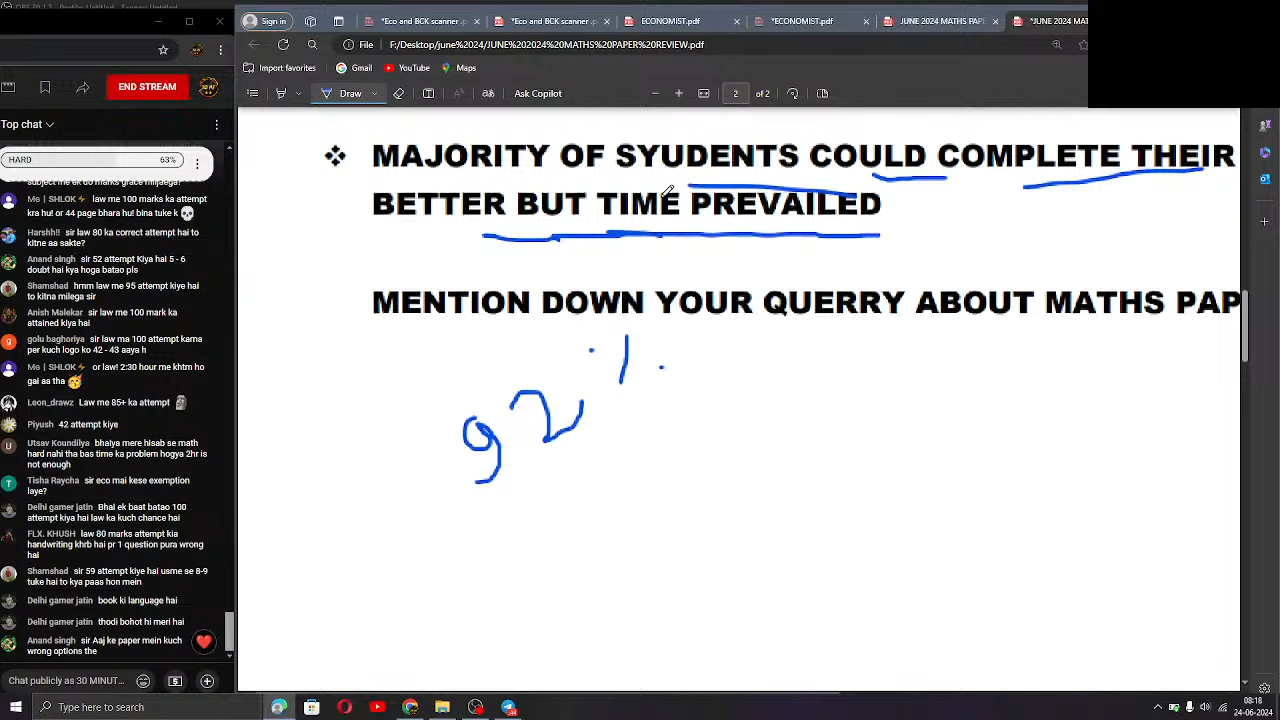 Sign in
*Eco and BCK scanner .p
*Eco and BCK scanner .p
ECONOMIST.pdf
*ECONOMIST.pdf
JUNE 2024 MATHS PAPE
*JUNE 2024 MAT
File
F:/Desktop/june%2024/JUNE%202024%20MATHS%20PAPER%20REVIEW.pdf
Import favorites
Gmail
YouTube
Maps
Draw
Ask Copilot
2
of 2
END STREAM
Top chat
HARD
63%
Me | SHLOK⚡ law me 100 marks attempt kra hu! or 44 page bhara hu! bina tuke 💀
Harsh!! sir law 80 ka correct attempt hai to kitne as sakte?
Anand singh sir 52 attempt Kiya hai 5 - 6 doubt hai kya hoga batao pls
Shamshad hmm law me 95 attempt kiye hai to kitna milega sir
Anish Malekar sir law me 100 mark ka attained kiya hai
golu baghoriya sir law ma 100 attempt karna per kuch logo ko 42 - 43 aaya h
Me | SHLOK⚡ or law! 2:30 hour me khtm ho gai aa tha 🥳
Leon_drawz Law me 85+ ka attempt 🗿
Piyush 42 attempt kiye
Utsav Koundilya bhaiya mere hisab se math hard nahi tha bas time ka problem hogya 2hr is not enough
Tisha Raycha sir eco mai kese exemption laye?
Delhi gamer jatin Bhai ek baat batao 100 attempt kiya hai law ka kuch chance hai
FLX. KHUSH law 80 marks attempt kia handwriting khrb hai pr 1 question pura wrong hai
Shamshad sir 59 attempt kiye hai usme se 8-9 tuke hai to kya paas hon mein
Delhi gamer jatin book ki language hai
Delhi gamer jatin thodi bohot hi meri hai
Anand singh sir Aaj ke paper mein kuch wrong options the
Chat publicly as 30 MINUT...
❖ MAJORITY OF SYUDENTS COULD COMPLETE THEIR
BETTER BUT TIME PREVAILED
MENTION DOWN YOUR QUERRY ABOUT MATHS PAP
92 %
Type here to search
08:18
24-06-2024